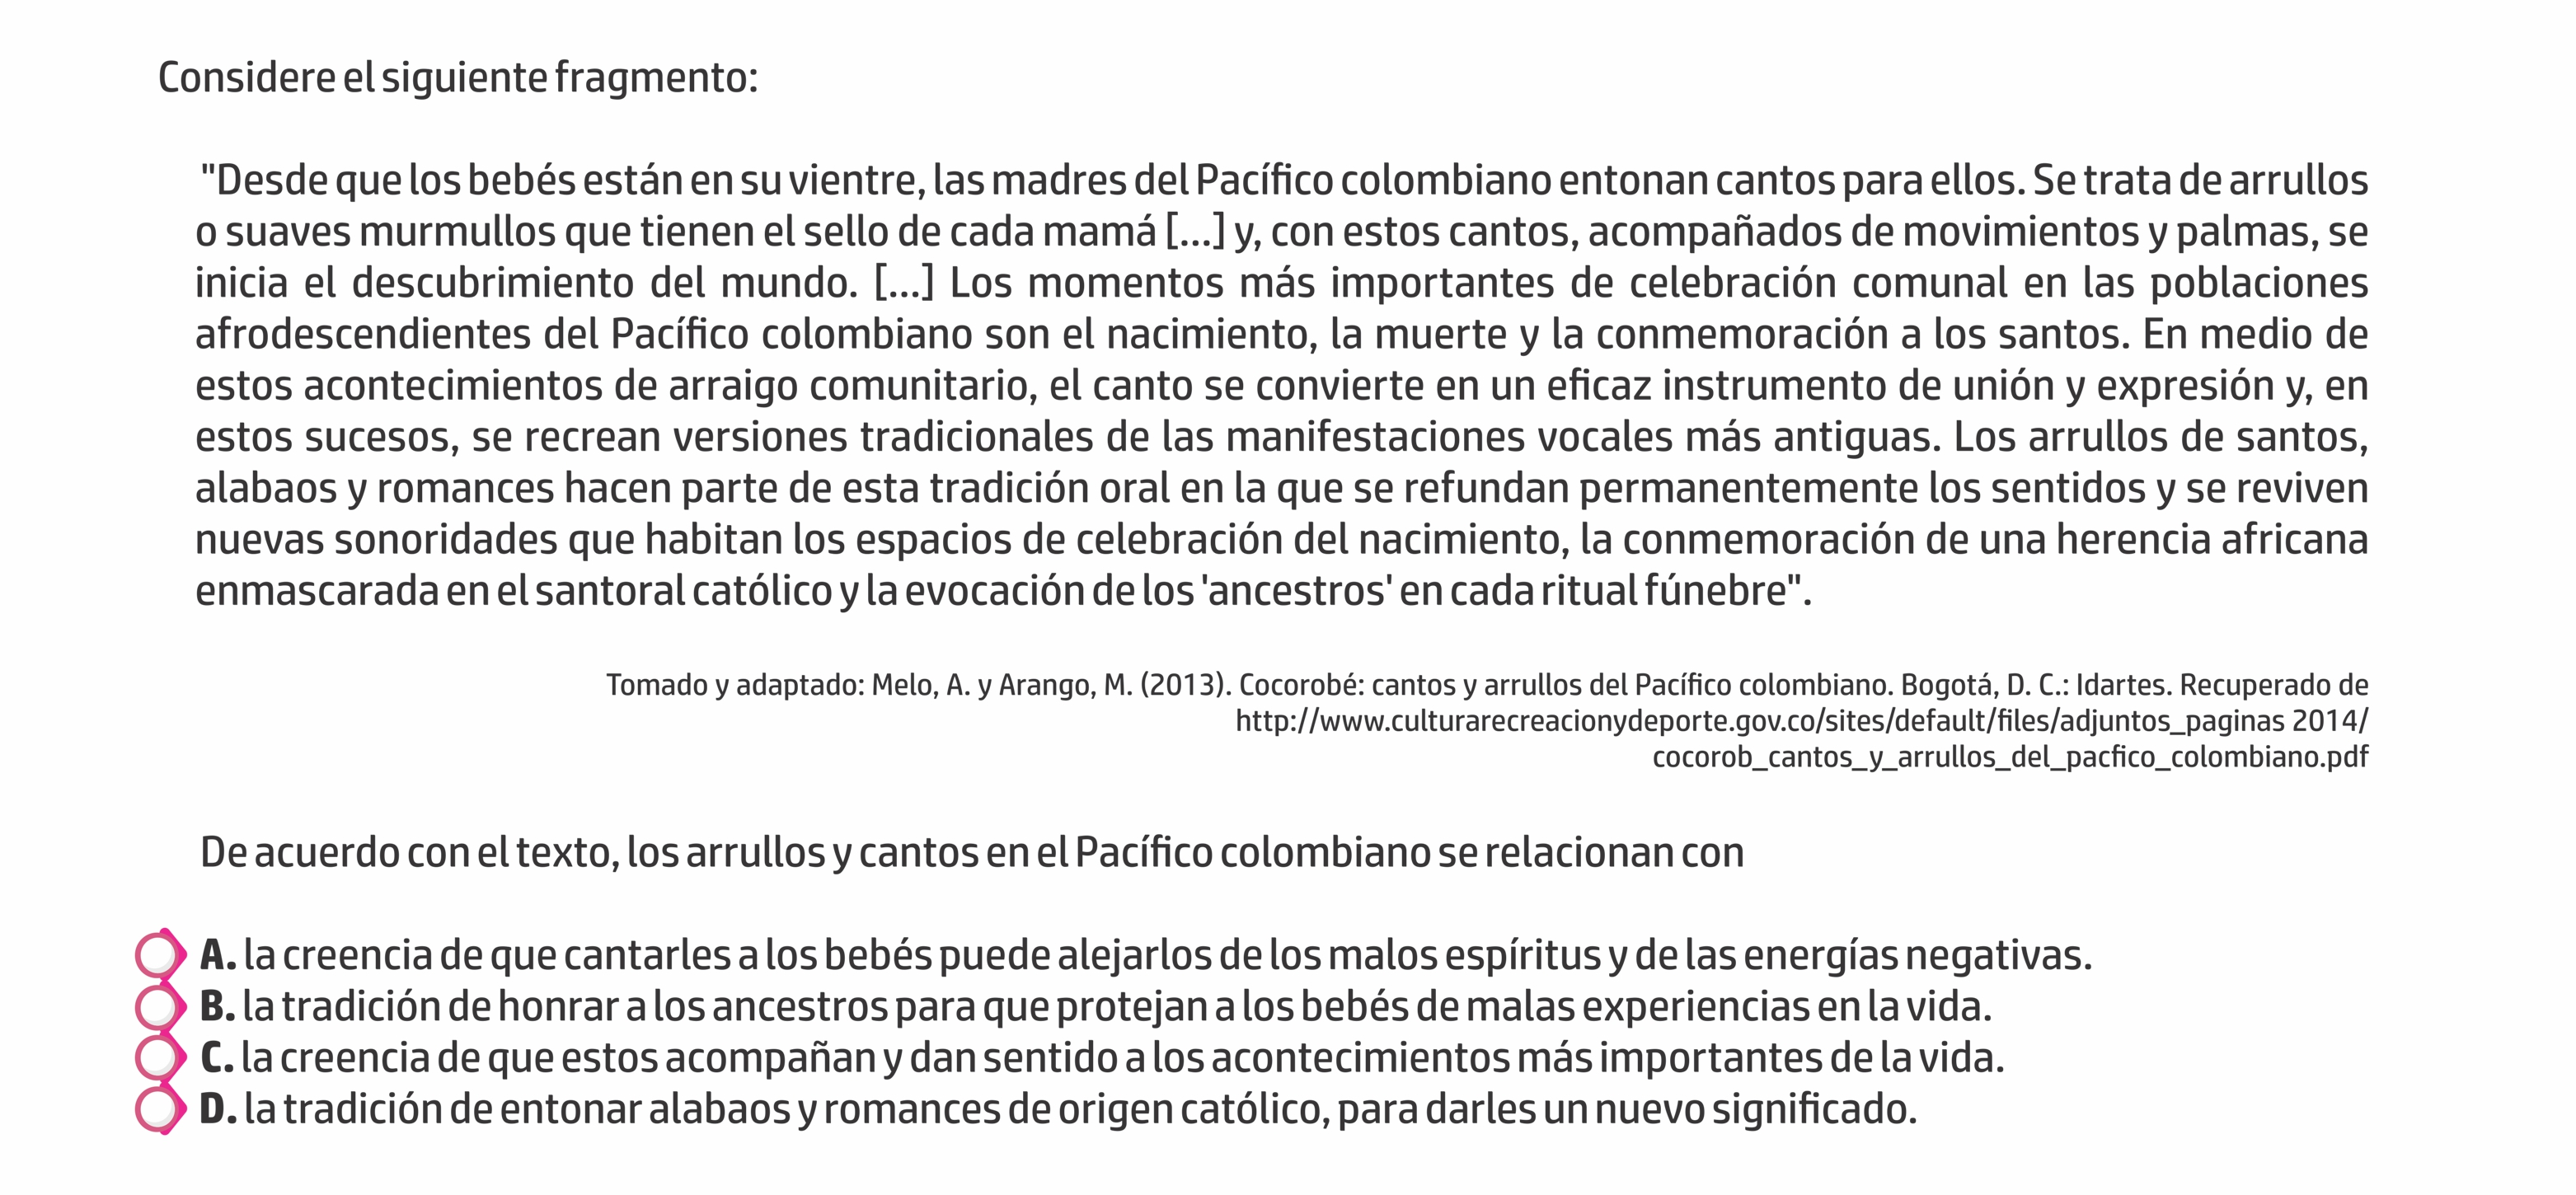 Considere el siguiente fragmento:
"Desde que los bebés están en su vientre, las madres del Pacífico colombiano entonan cantos para ellos. Se trata de arrullos
o suaves murmullos que tienen el sello de cada mamá [...] y, con estos cantos, acompañados de movimientos y palmas, se
inicia el descubrimiento del mundo. [...] Los momentos más importantes de celebración comunal en las poblaciones
afrodescendientes del Pacífico colombiano son el nacimiento, la muerte y la conmemoración a los santos. En medio de
estos acontecimientos de arraigo comunitario, el canto se convierte en un eficaz instrumento de unión y expresión y, en
estos sucesos, se recrean versiones tradicionales de las manifestaciones vocales más antiguas. Los arrullos de santos,
alabaos y romances hacen parte de esta tradición oral en la que se refundan permanentemente los sentidos y se reviven
nuevas sonoridades que habitan los espacios de celebración del nacimiento, la conmemoración de una herencia africana
enmascarada en el santoral católico y la evocación de los 'ancestros' en cada ritual fúnebre".
Tomado y adaptado: Melo, A. y Arango, M. (2013). Cocorobé: cantos y arrullos del Pacífico colombiano. Bogotá, D. C.: Idartes. Recuperado de
http://www.culturarecreacionydeporte.gov.co/sites/default/files/adjuntos_paginas 2014/
cocorob_cantos_y_arrullos_del_pacfico_colombiano.pdf
De acuerdo con el texto, los arrullos y cantos en el Pacífico colombiano se relacionan con
A. la creencia de que cantarles a los bebés puede alejarlos de los malos espíritus y de las energías negativas.
B. la tradición de honrar a los ancestros para que protejan a los bebés de malas experiencias en la vida.
C. la creencia de que estos acompañan y dan sentido a los acontecimientos más importantes de la vida.
D. la tradición de entonar alabaos y romances de origen católico, para darles un nuevo significado.